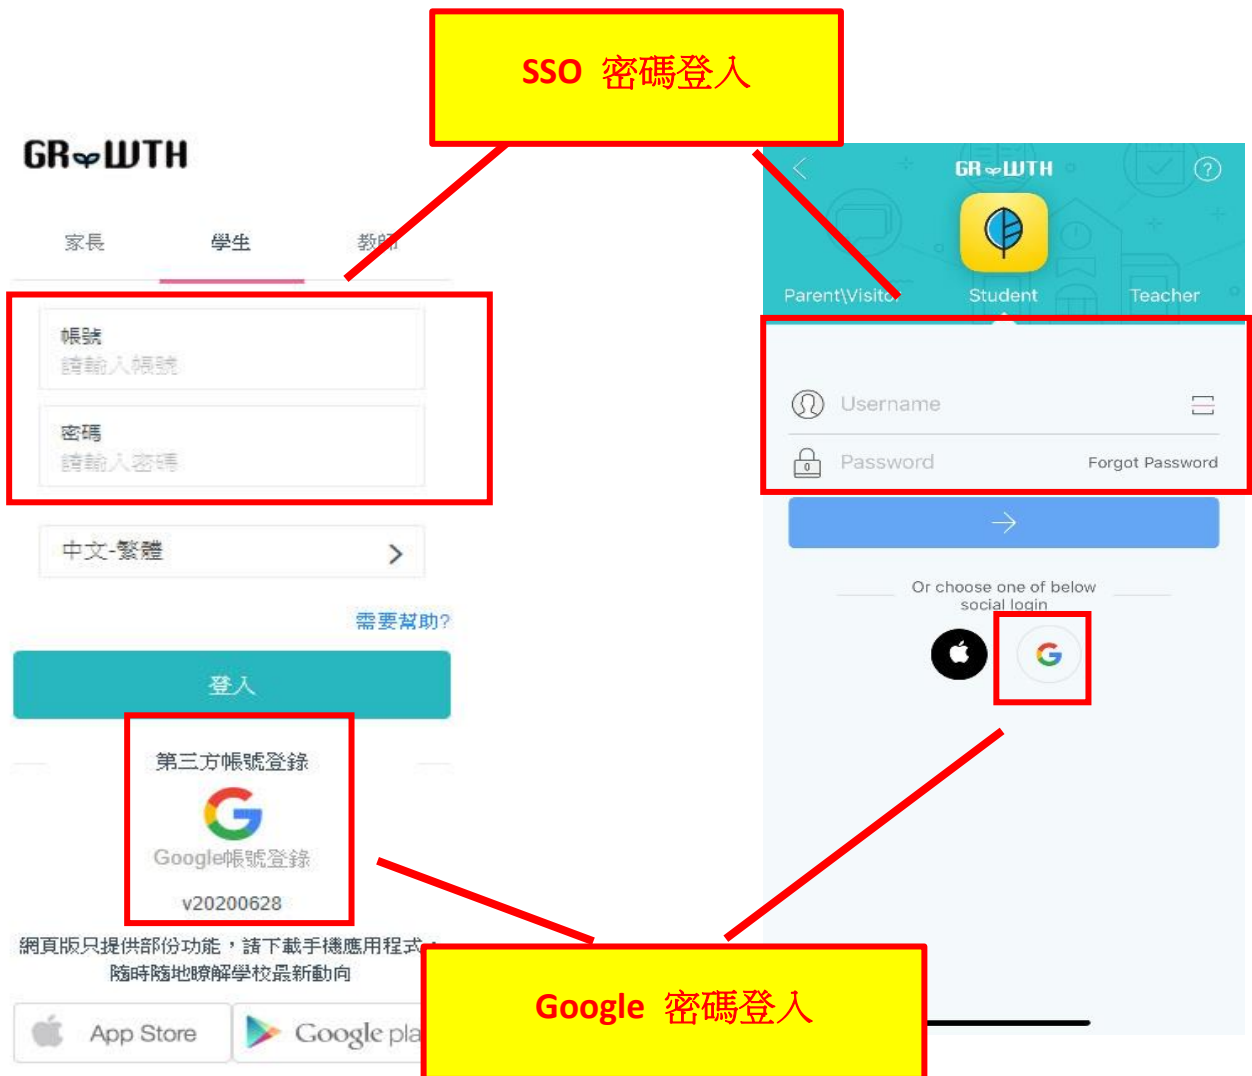 SSO 密碼登入
GROWTH
家長 學生 教師
帳號
請輸入帳號
密碼
請輸入密碼
中文-繁體
需要幫助?
登入
第三方帳號登錄
Google帳號登錄
v20200628
網頁版只提供部份功能，請下載手機應用程式，
隨時隨地瞭解學校最新動向
App Store
Google pla
GROWTH
Parent\Visitor Student Teacher
Username
Password Forgot Password
Or choose one of below
social login
Google 密碼登入